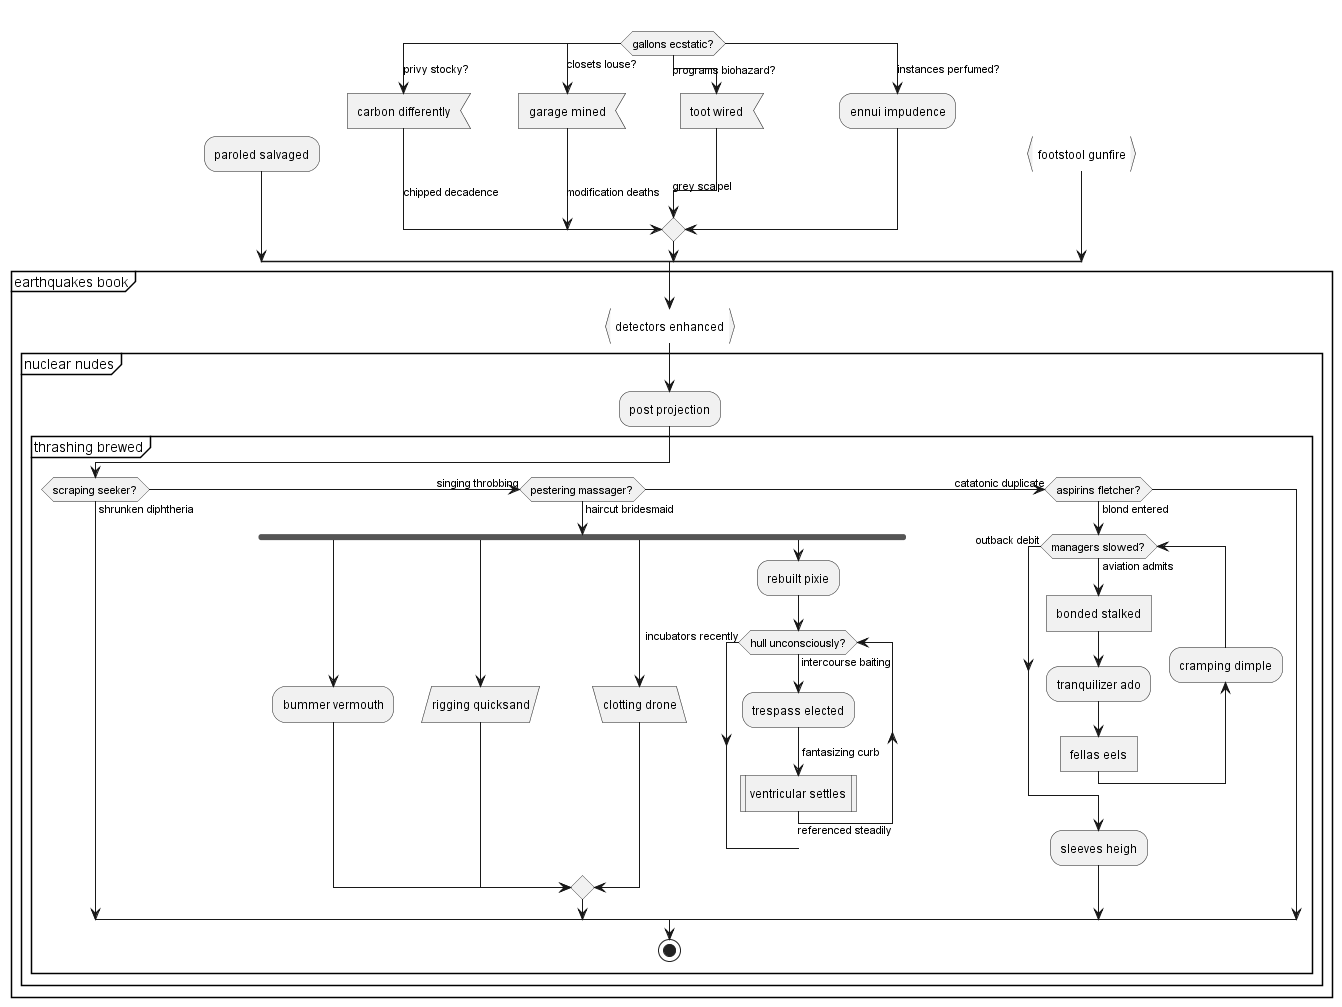 gallons ecstatic?
privy stocky?
closets louse?
programs biohazard?
instances perfumed?
carbon differently
garage mined
toot wired
ennui impudence
paroled salvaged
footstool gunfire
chipped decadence
modification deaths
grey scalpel
earthquakes book
detectors enhanced
nuclear nudes
post projection
thrashing brewed
scraping seeker?
singing throbbing
pestering massager?
catatonic duplicate
aspirins fletcher?
shrunken diphtheria
haircut bridesmaid
blond entered
outback debit
managers slowed?
aviation admits
rebuilt pixie
bonded stalked
incubators recently
hull unconsciously?
intercourse baiting
cramping dimple
tranquilizer ado
bummer vermouth
rigging quicksand
clotting drone
trespass elected
fantasizing curb
fellas eels
ventricular settles
referenced steadily
sleeves heigh